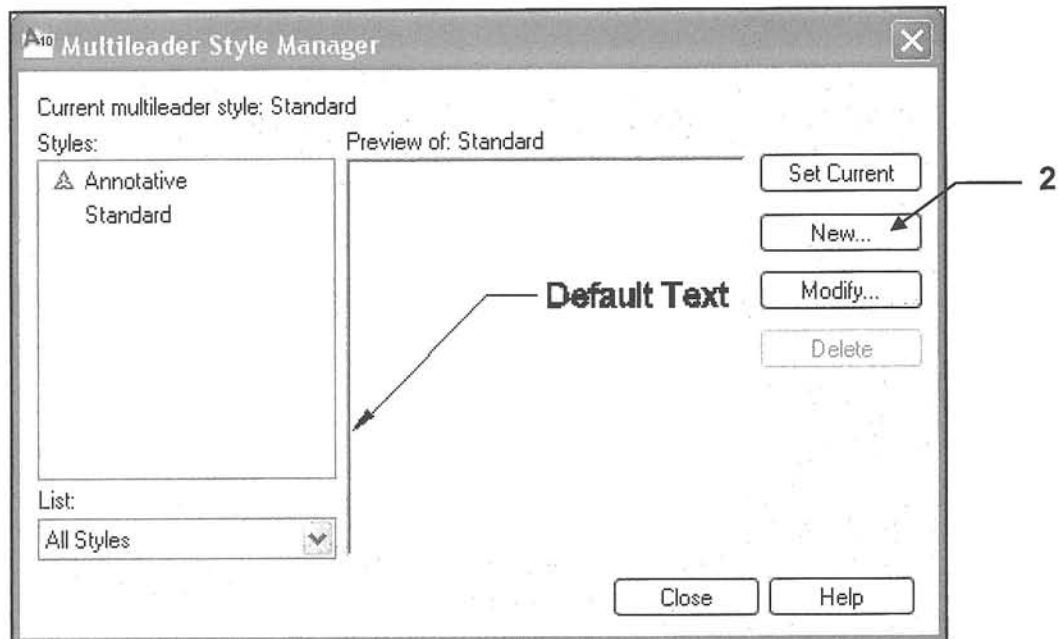 A10 Multileader Style Manager
Current multileader style: Standard
Styles:
Preview of: Standard
Annotative
Standard
Set Current
New...
2
Modify...
Default Text
Delete
List:
All Styles
Close
Help